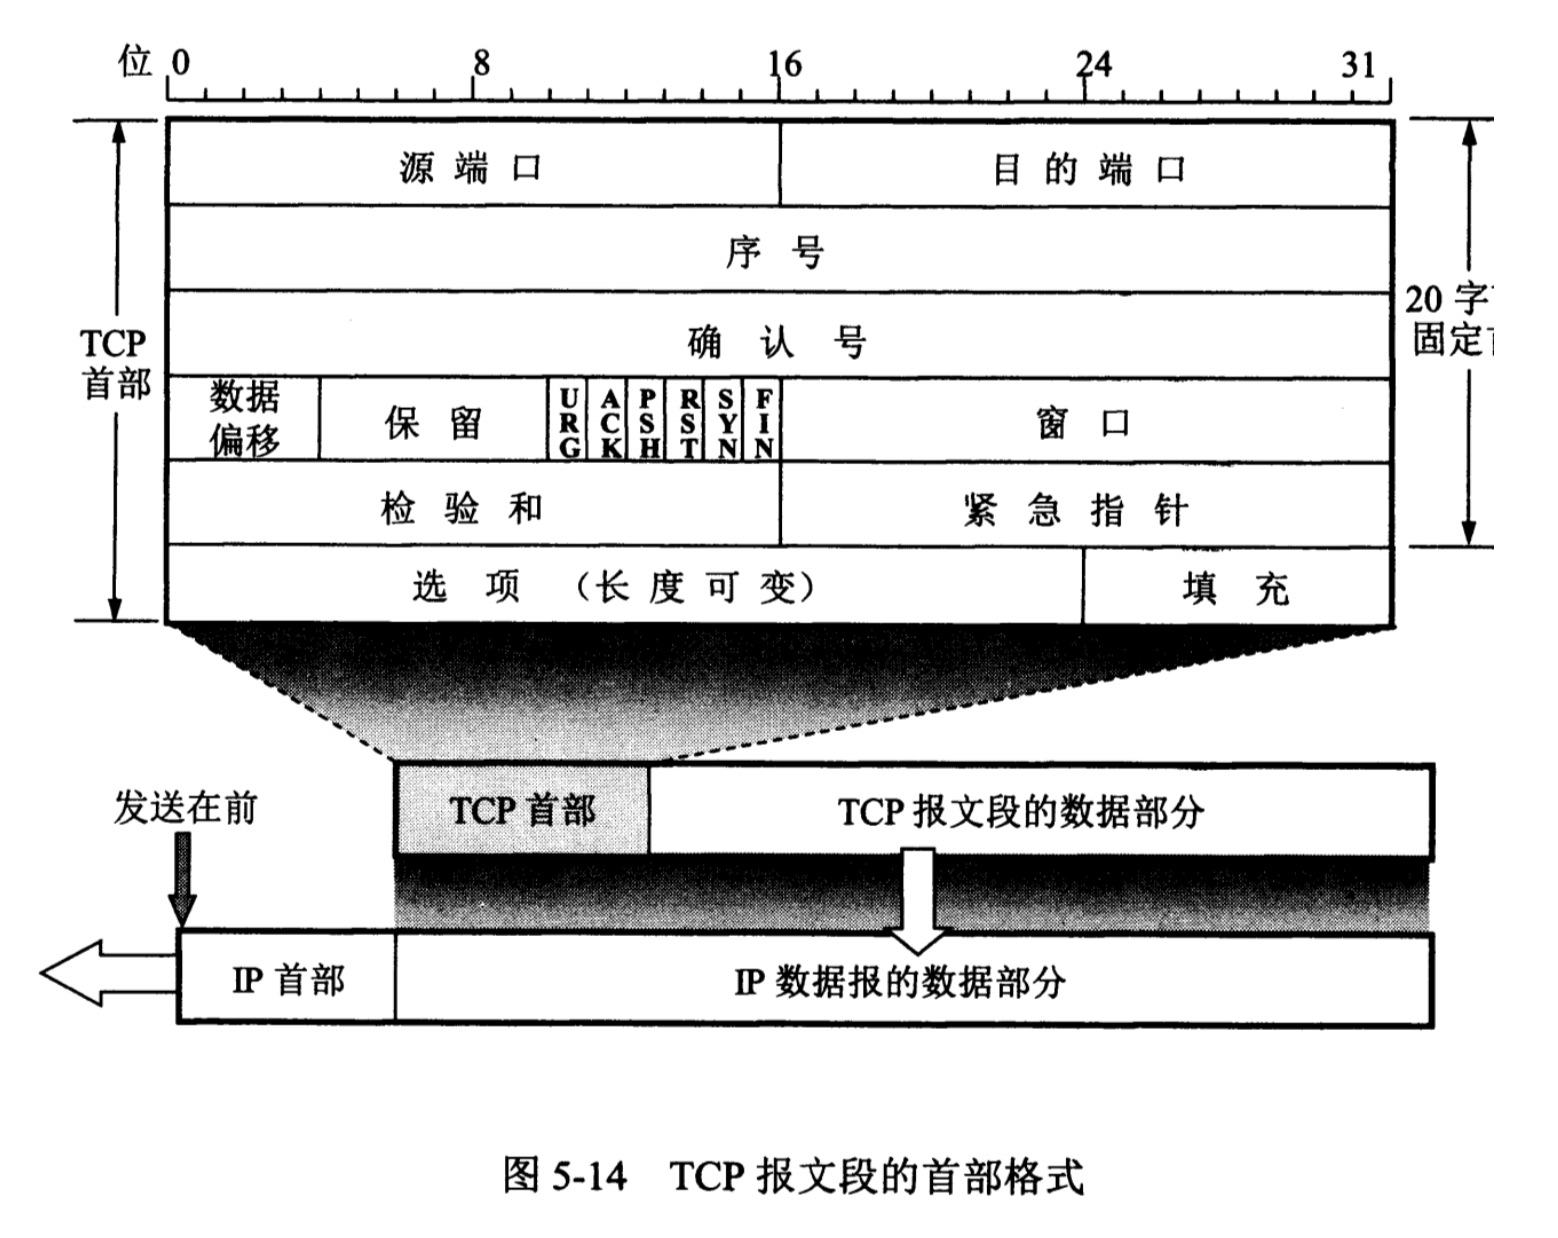 位 0 8 16 24 31
源端口 目的端口
序号
20字
固定
确认号
TCP
首部
数据
偏移
保留
URG
ACK
PSH
RST
SYN
FIN
窗口
检验和 紧急指针
选项（长度可变） 填充
发送在前
TCP 首部 TCP 报文段的数据部分
IP 首部 IP 数据报的数据部分
图 5-14 TCP 报文段的首部格式